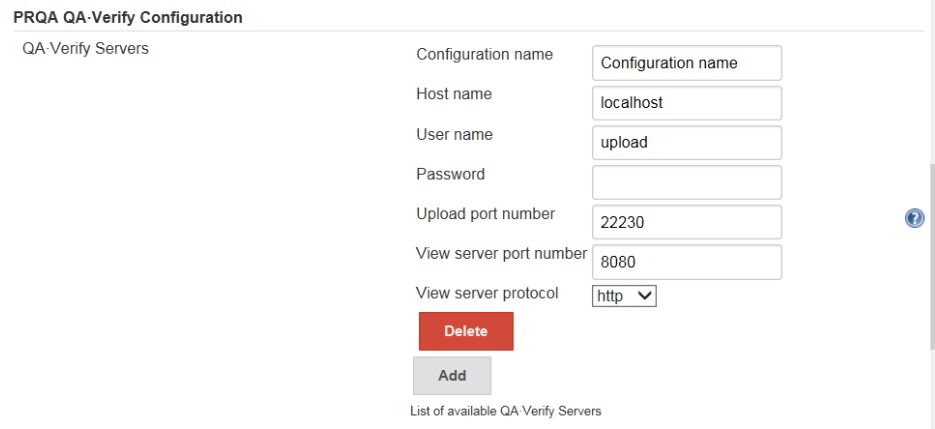 PRQA QA·Verify Configuration
QA·Verify Servers
Configuration name Configuration name
Host name localhost
User name upload
Password
Upload port number 22230
?
View server port number 8080
View server protocol http
Delete
Add
List of available QA·Verify Servers